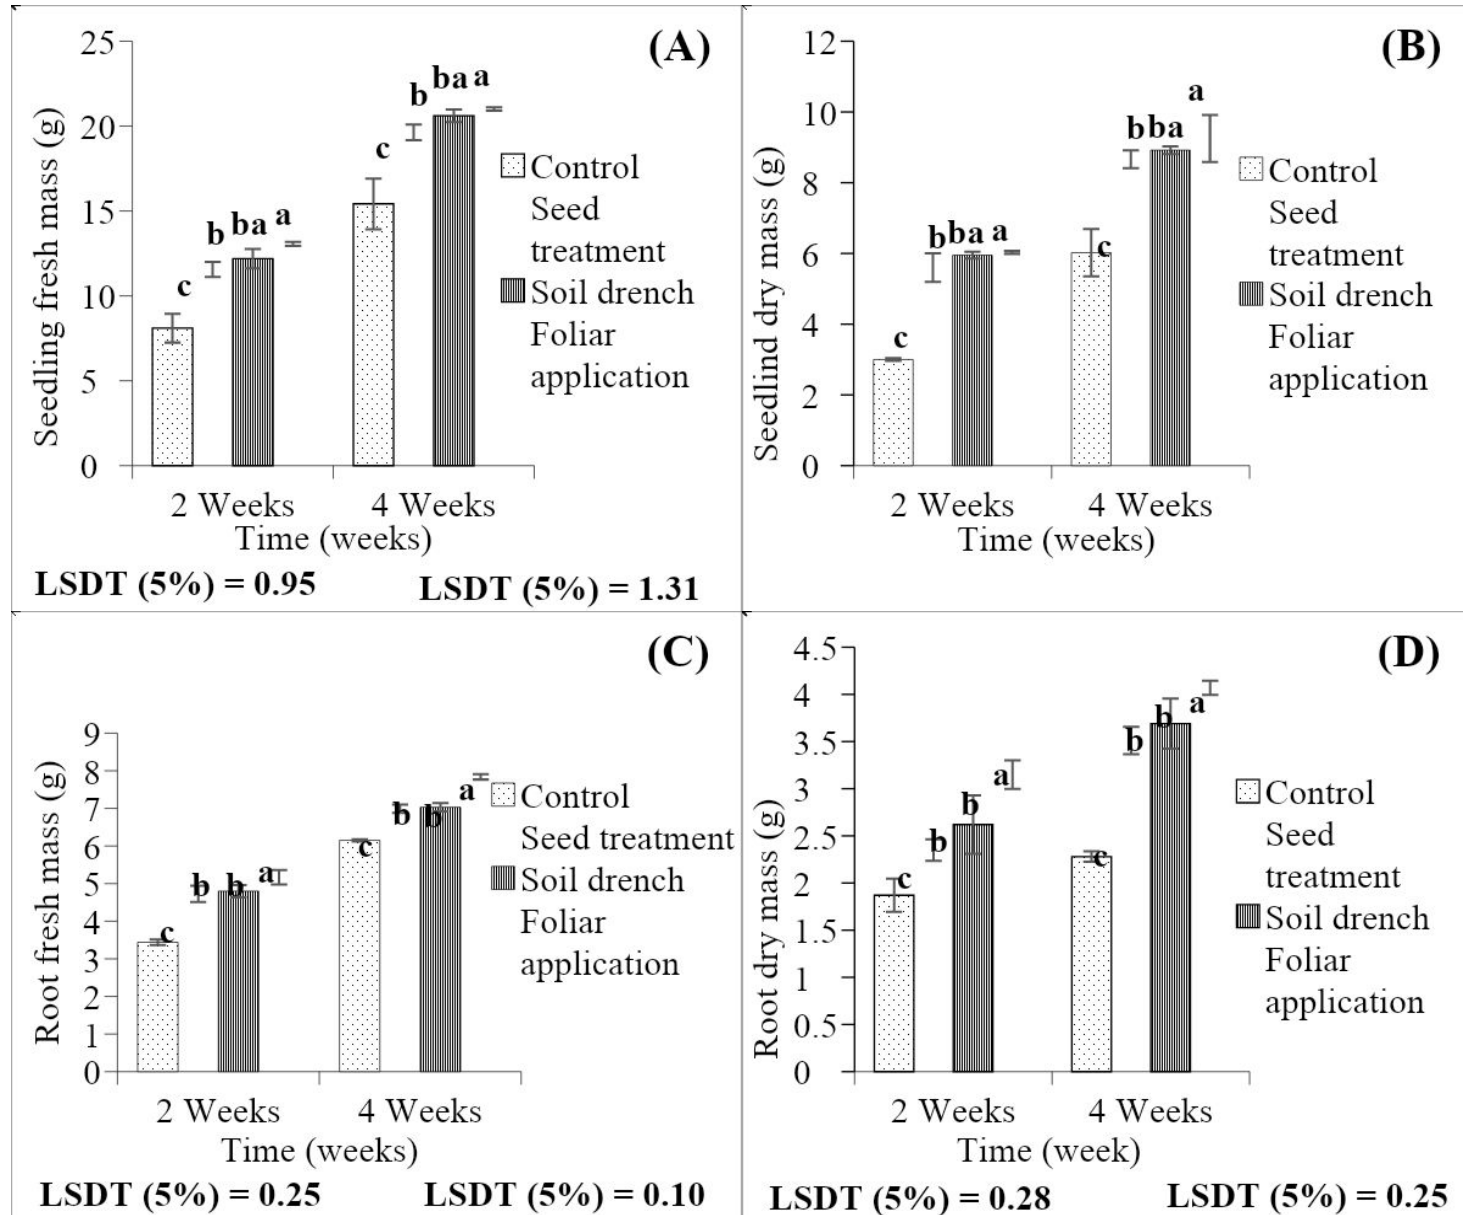 (A)
25
20
15
10
5
0
Seedling fresh mass (g)
c
b
ba
a
c
b
ba
a
Control
Seed
treatment
Soil drench
Foliar
application
2 Weeks
4 Weeks
Time (weeks)
LSDT (5%) = 0.95
LSDT (5%) = 1.31
(B)
12
10
8
6
4
2
0
Seedlind dry mass (g)
c
b
ba
a
c
b
ba
a
Control
Seed
treatment
Soil drench
Foliar
application
2 Weeks
4 Weeks
Time (weeks)
(C)
9
8
7
6
5
4
3
2
1
0
Root fresh mass (g)
c
b
b
a
c
b
b
a
Control
Seed treatment
Soil drench
Foliar
application
2 Weeks
4 Weeks
Time (weeks)
LSDT (5%) = 0.25
LSDT (5%) = 0.10
(D)
4.5
4
3.5
3
2.5
2
1.5
1
0.5
0
Root dry mass (g)
c
b
b
a
c
b
b
a
Control
Seed
treatment
Soil drench
Foliar
application
2 Weeks
4 Weeks
Time (week)
LSDT (5%) = 0.28
LSDT (5%) = 0.25